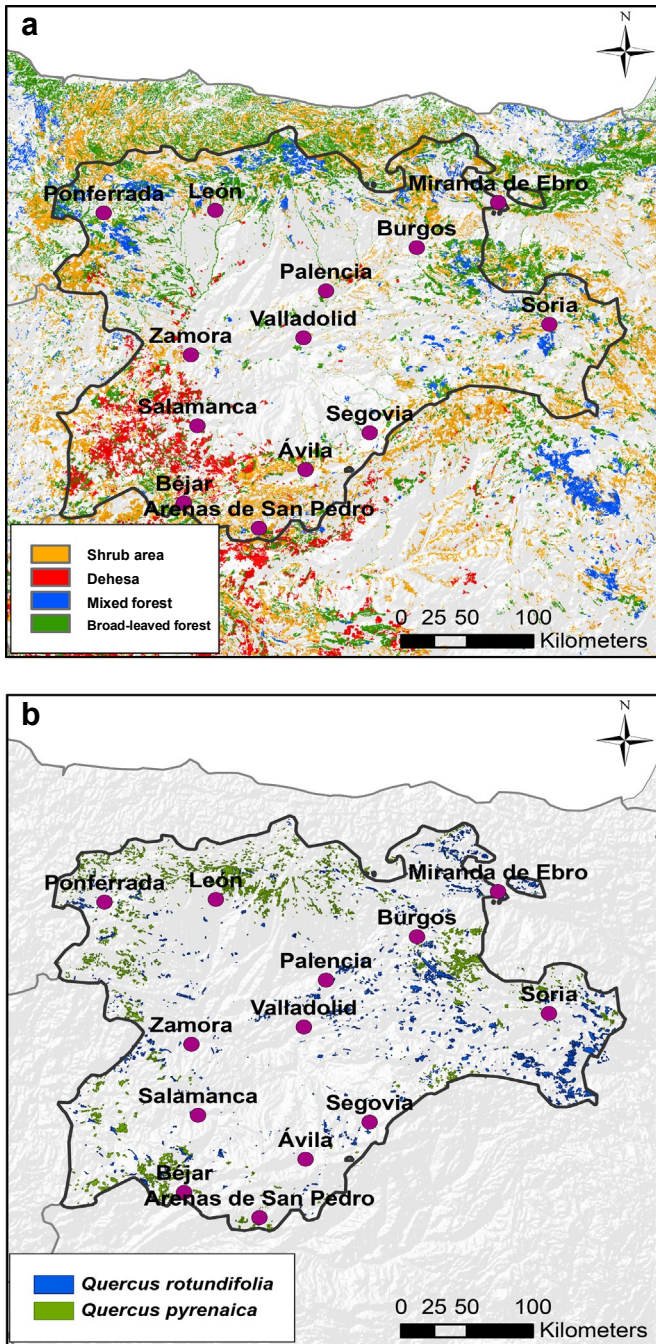 a
N
Ponferrada
León
Miranda de Ebro
Burgos
Palencia
Valladolid
Soria
Zamora
Salamanca
Segovia
Ávila
Béjar
Arenas de San Pedro
Shrub area
Dehesa
Mixed forest
Broad-leaved forest
0 25 50 100
Kilometers
b
N
Ponferrada
León
Miranda de Ebro
Burgos
Palencia
Valladolid
Soria
Zamora
Salamanca
Segovia
Ávila
Béjar
Arenas de San Pedro
Quercus rotundifolia
Quercus pyrenaica
0 25 50 100
Kilometers